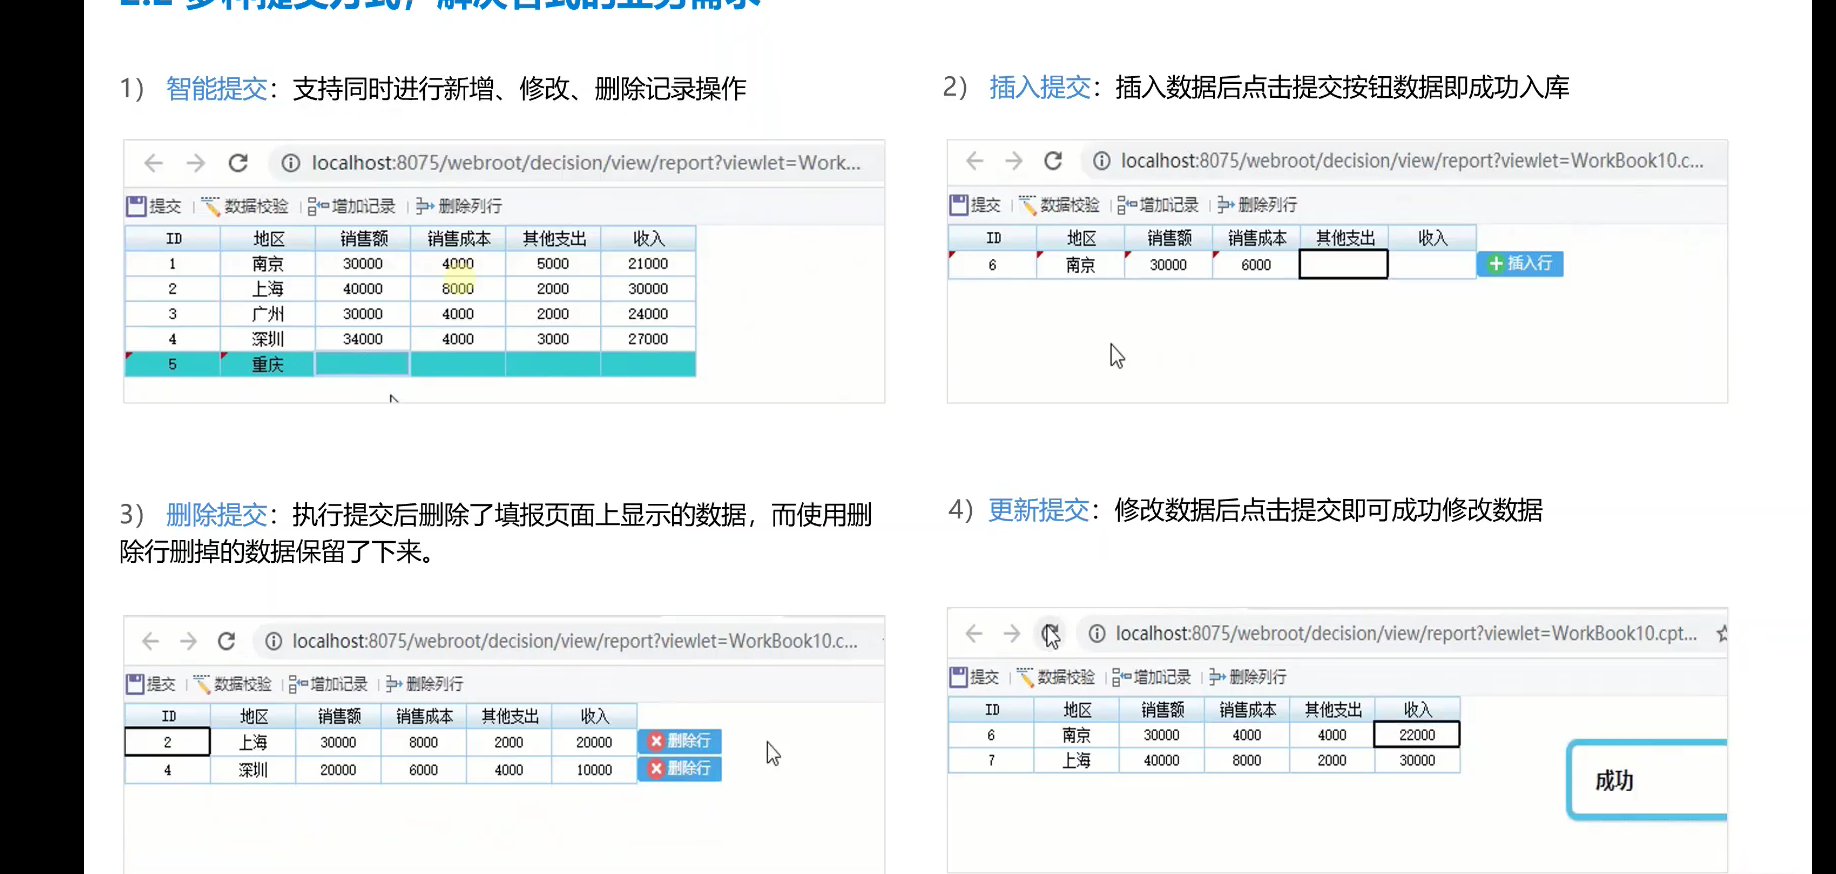 2.2 多种提交方式，解决各式的业务需求
1） 智能提交：支持同时进行新增、修改、删除记录操作
localhost:8075/webroot/decision/view/report?viewlet=Work...
提交 数据校验 增加记录 删除列行
ID 地区 销售额 销售成本 其他支出 收入
1 南京 30000 4000 5000 21000
2 上海 40000 8000 2000 30000
3 广州 30000 4000 2000 24000
4 深圳 34000 4000 3000 27000
5 重庆
2） 插入提交：插入数据后点击提交按钮数据即成功入库
localhost:8075/webroot/decision/view/report?viewlet=WorkBook10.c...
提交 数据校验 增加记录 删除列行
ID 地区 销售额 销售成本 其他支出 收入
6 南京 30000 6000 插入行
3） 删除提交：执行提交后删除了填报页面上显示的数据，而使用删
除行删掉的数据保留了下来。
localhost:8075/webroot/decision/view/report?viewlet=WorkBook10.c...
提交 数据校验 增加记录 删除列行
ID 地区 销售额 销售成本 其他支出 收入
2 上海 30000 8000 2000 20000 删除行
4 深圳 20000 6000 4000 10000 删除行
4）更新提交：修改数据后点击提交即可成功修改数据
localhost:8075/webroot/decision/view/report?viewlet=WorkBook10.cpt...
提交 数据校验 增加记录 删除列行
ID 地区 销售额 销售成本 其他支出 收入
6 南京 30000 4000 4000 22000
7 上海 40000 8000 2000 30000
成功